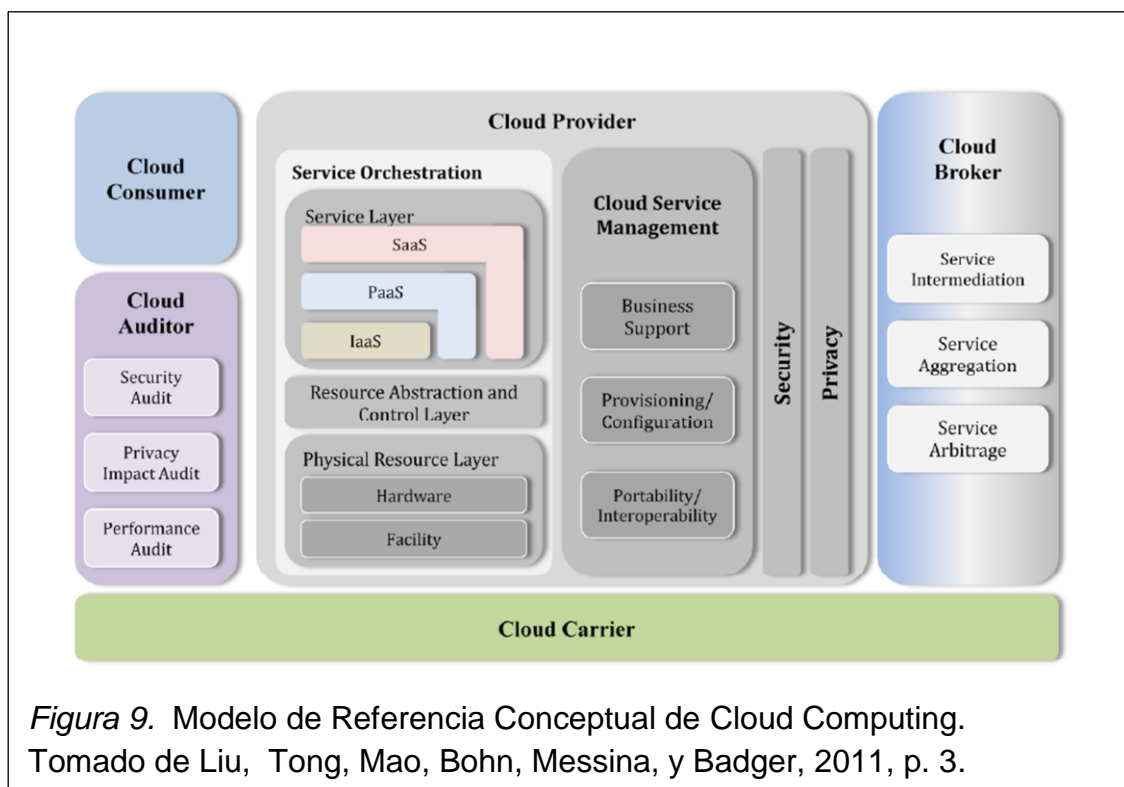 Cloud
Consumer
Cloud
Auditor
Security
Audit
Privacy
Impact Audit
Performance
Audit
Cloud Provider
Service Orchestration
Service Layer
SaaS
PaaS
IaaS
Resource Abstraction and
Control Layer
Physical Resource Layer
Hardware
Facility
Cloud Service
Management
Business
Support
Provisioning/
Configuration
Portability/
Interoperability
Security
Privacy
Cloud
Broker
Service
Intermediation
Service
Aggregation
Service
Arbitrage
Cloud Carrier
Figura 9. Modelo de Referencia Conceptual de Cloud Computing.
Tomado de Liu, Tong, Mao, Bohn, Messina, y Badger, 2011, p. 3.